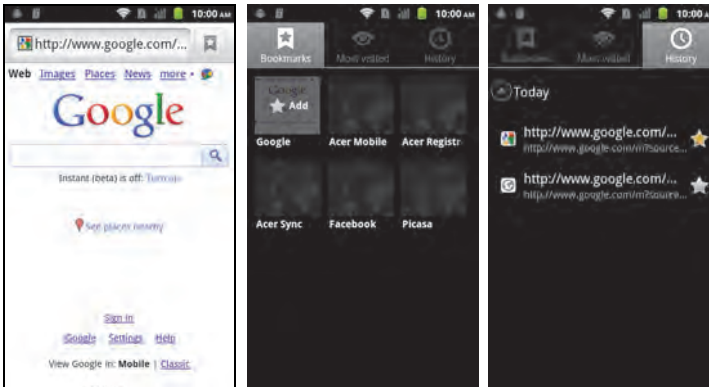 10:00 AM
http://www.google.com/...
Web Images Places News more
Google
Instant (beta) is off: Turn on
See places nearby
Sign in
Google Settings Help
View Google in: Mobile | Classic
10:00 AM
Bookmarks Most visited History
Google
Add
Google Acer Mobile Acer Registr
Acer Sync Facebook Picasa
10:00 A
Most visited History
Today
http://www.google.com/...
http://www.google.com/m?source...
http://www.google.com/...
http://www.google.com/m?source...